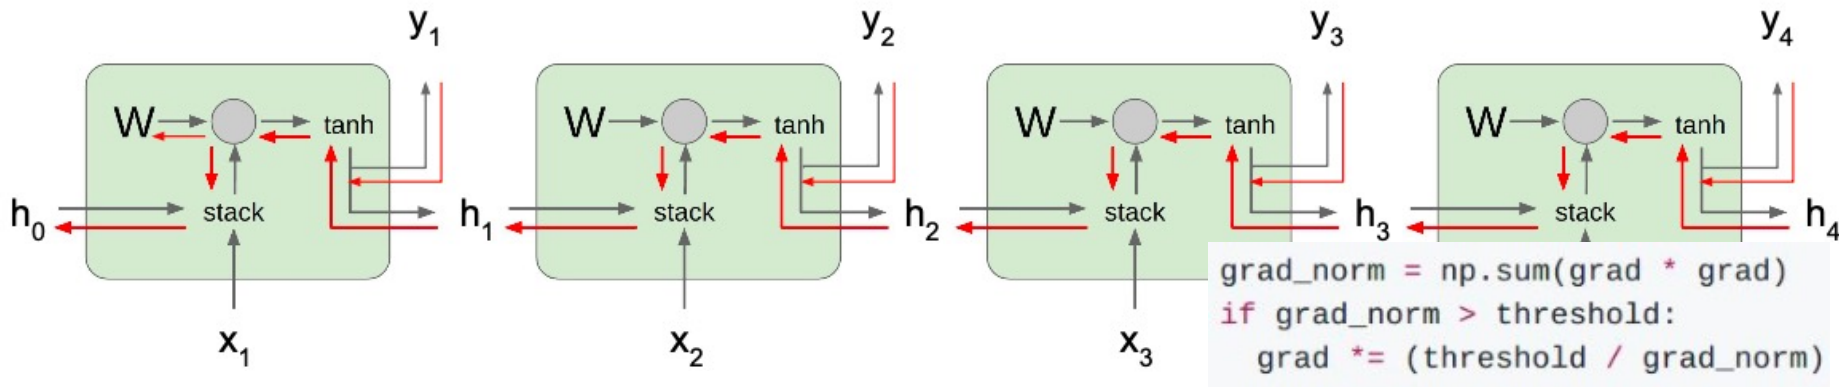 y1 y2 y3 y4
W tanh W tanh W tanh W tanh
h0 stack h1 stack h2 stack h3 stack h4
x1 x2 x3
grad_norm = np.sum(grad * grad)
if grad_norm > threshold:
  grad *= (threshold / grad_norm)